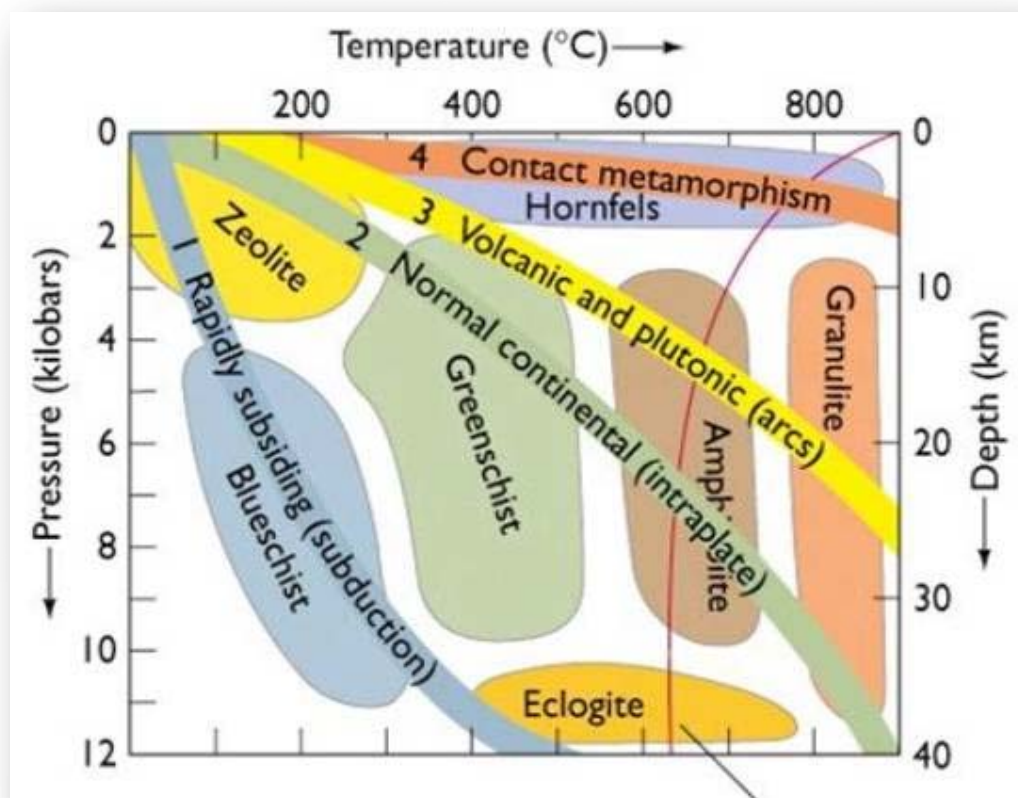 Temperature (°C)
200 400 600 800
0
2
4
6
8
10
12
Pressure (kilobars)
0
10
20
30
40
Depth (km)
4 Contact metamorphism
Hornfels
3 Volcanic and plutonic (arcs)
2 Normal continental (intraplate)
1 Rapidly subsiding (subduction)
Zeolite
Greenschist
Blueschist
Amphibolite
Granulite
Eclogite